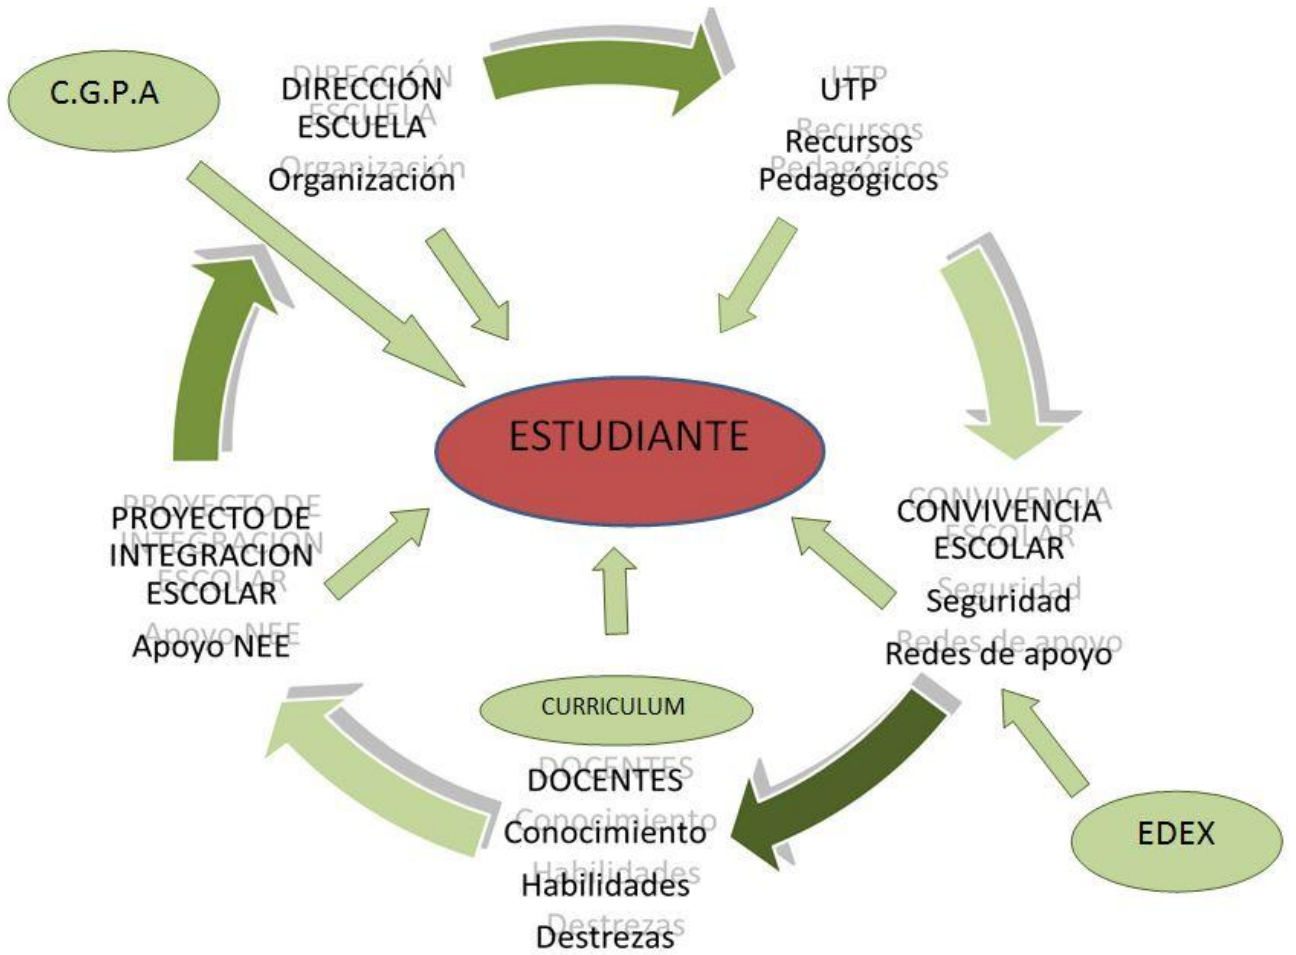 C.G.P.A
DIRECCIÓN
ESCUELA
Organización
UTP
Recursos
Pedagógicos
ESTUDIANTE
PROYECTO DE
INTEGRACION
ESCOLAR
Apoyo NEE
CONVIVENCIA
ESCOLAR
Seguridad
Redes de apoyo
CURRICULUM
DOCENTES
Conocimiento
Habilidades
Destrezas
EDEX